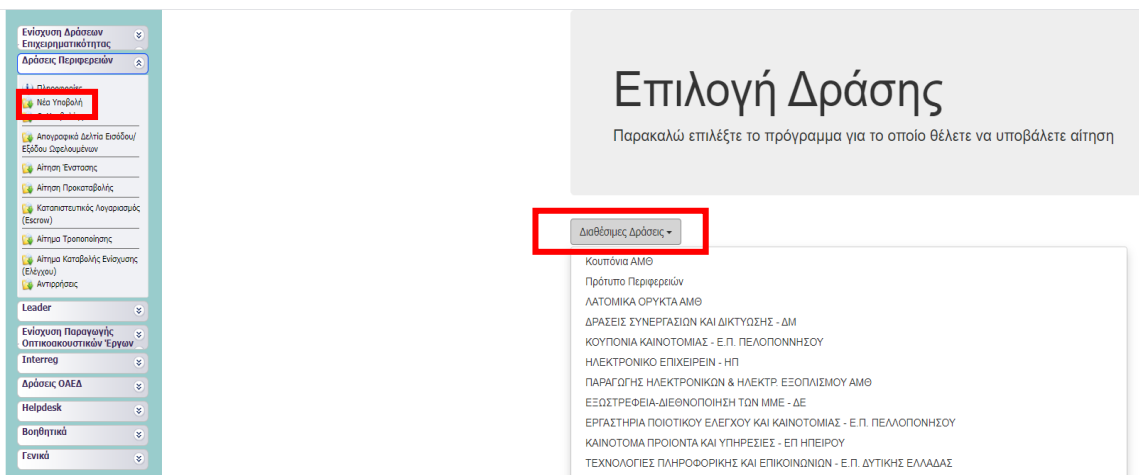 Ενίσχυση Δράσεων
Επιχειρηματικότητας
Δράσεις Περιφερειών
Πληροφορίες
Νέα Υποβολή
Απογραφικά Δελτία Εισόδου/
Εξόδου Ωφελουμένων
Αίτηση Ένστασης
Αίτηση Προκαταβολής
Καταπιστευτικός Λογαριασμός
(Escrow)
Αίτημα Τροποποίησης
Αίτημα Καταβολής Ενίσχυσης
(Ελέγχου)
Αντιρρήσεις
Leader
Ενίσχυση Παραγωγής
Οπτικοακουστικών Έργων
Interreg
Δράσεις ΟΑΕΔ
Helpdesk
Βοηθητικά
Γενικά
Επιλογή Δράσης
Παρακαλώ επιλέξτε το πρόγραμμα για το οποίο θέλετε να υποβάλετε αίτηση
Διαθέσιμες Δράσεις
Κουπόνια ΑΜΘ
Πρότυπο Περιφερειών
ΛΑΤΟΜΙΚΑ ΟΡΥΚΤΑ ΑΜΘ
ΔΡΑΣΕΙΣ ΣΥΝΕΡΓΑΣΙΩΝ ΚΑΙ ΔΙΚΤΥΩΣΗΣ - ΔΜ
ΚΟΥΠΟΝΙΑ ΚΑΙΝΟΤΟΜΙΑΣ - Ε.Π. ΠΕΛΟΠΟΝΝΗΣΟΥ
ΗΛΕΚΤΡΟΝΙΚΟ ΕΠΙΧΕΙΡΕΙΝ - ΗΠ
ΠΑΡΑΓΩΓΗΣ ΗΛΕΚΤΡΟΝΙΚΩΝ & ΗΛΕΚΤΡ. ΕΞΟΠΛΙΣΜΟΥ ΑΜΘ
ΕΞΩΣΤΡΕΦΕΙΑ-ΔΙΕΘΝΟΠΟΙΗΣΗ ΤΩΝ ΜΜΕ - ΔΕ
ΕΡΓΑΣΤΗΡΙΑ ΠΟΙΟΤΙΚΟΥ ΕΛΕΓΧΟΥ ΚΑΙ ΚΑΙΝΟΤΟΜΙΑΣ - Ε.Π. ΠΕΛΛΟΠΟΝΗΣΟΥ
ΚΑΙΝΟΤΟΜΑ ΠΡΟΙΟΝΤΑ ΚΑΙ ΥΠΗΡΕΣΙΕΣ - ΕΠ ΗΠΕΙΡΟΥ
ΤΕΧΝΟΛΟΓΙΕΣ ΠΛΗΡΟΦΟΡΙΚΗΣ ΚΑΙ ΕΠΙΚΟΙΝΩΝΙΩΝ - Ε.Π. ΔΥΤΙΚΗΣ ΕΛΛΑΔΑΣ